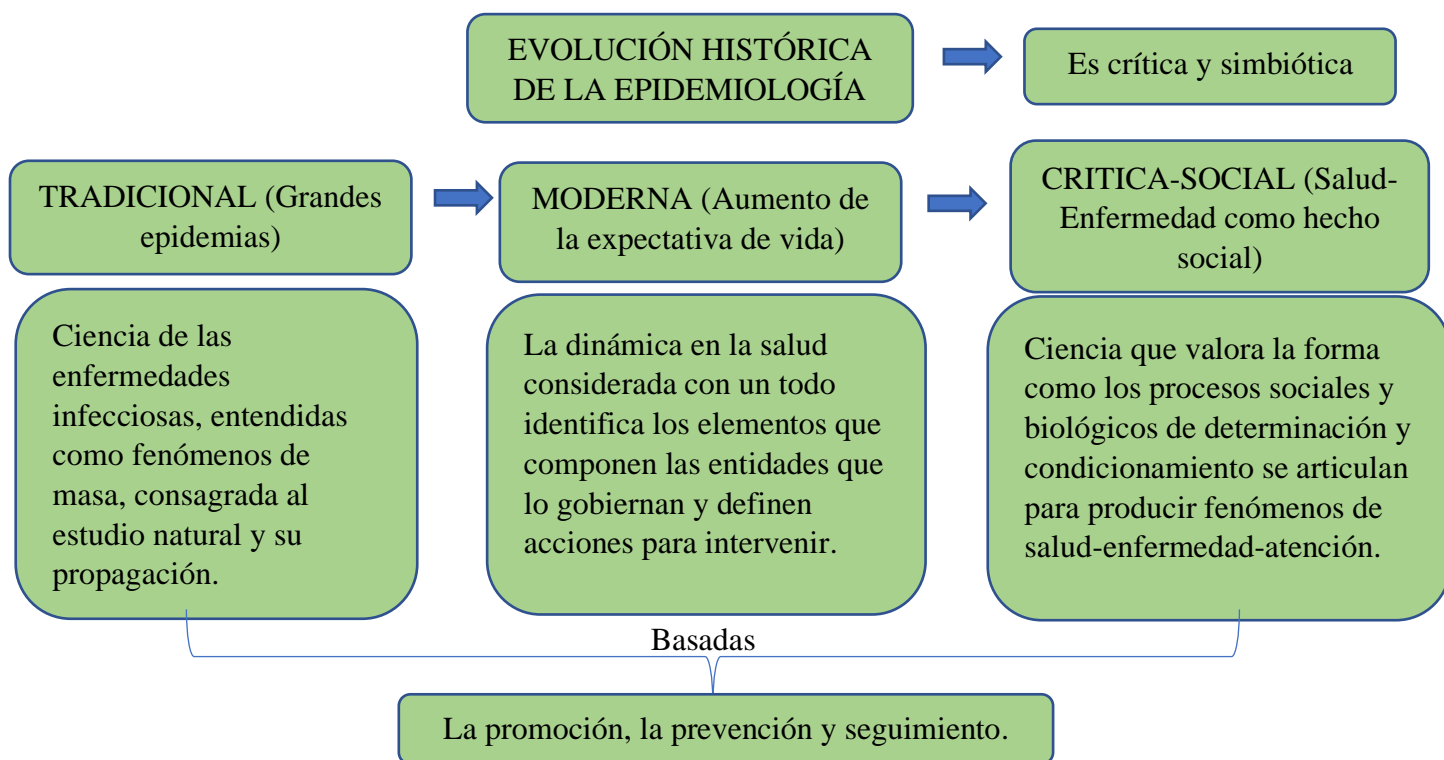 EVOLUCIÓN HISTÓRICA
DE LA EPIDEMIOLOGÍA
Es crítica y simbiótica
TRADICIONAL (Grandes
epidemias)
MODERNA (Aumento de
la expectativa de vida)
CRITICA-SOCIAL (Salud-
Enfermedad como hecho
social)
Ciencia de las
enfermedades
infecciosas, entendidas
como fenómenos de
masa, consagrada al
estudio natural y su
propagación.
La dinámica en la salud
considerada con un todo
identifica los elementos que
componen las entidades que
lo gobiernan y definen
acciones para intervenir.
Ciencia que valora la forma
como los procesos sociales y
biológicos de determinación y
condicionamiento se articulan
para producir fenómenos de
salud-enfermedad-atención.
Basadas
La promoción, la prevención y seguimiento.